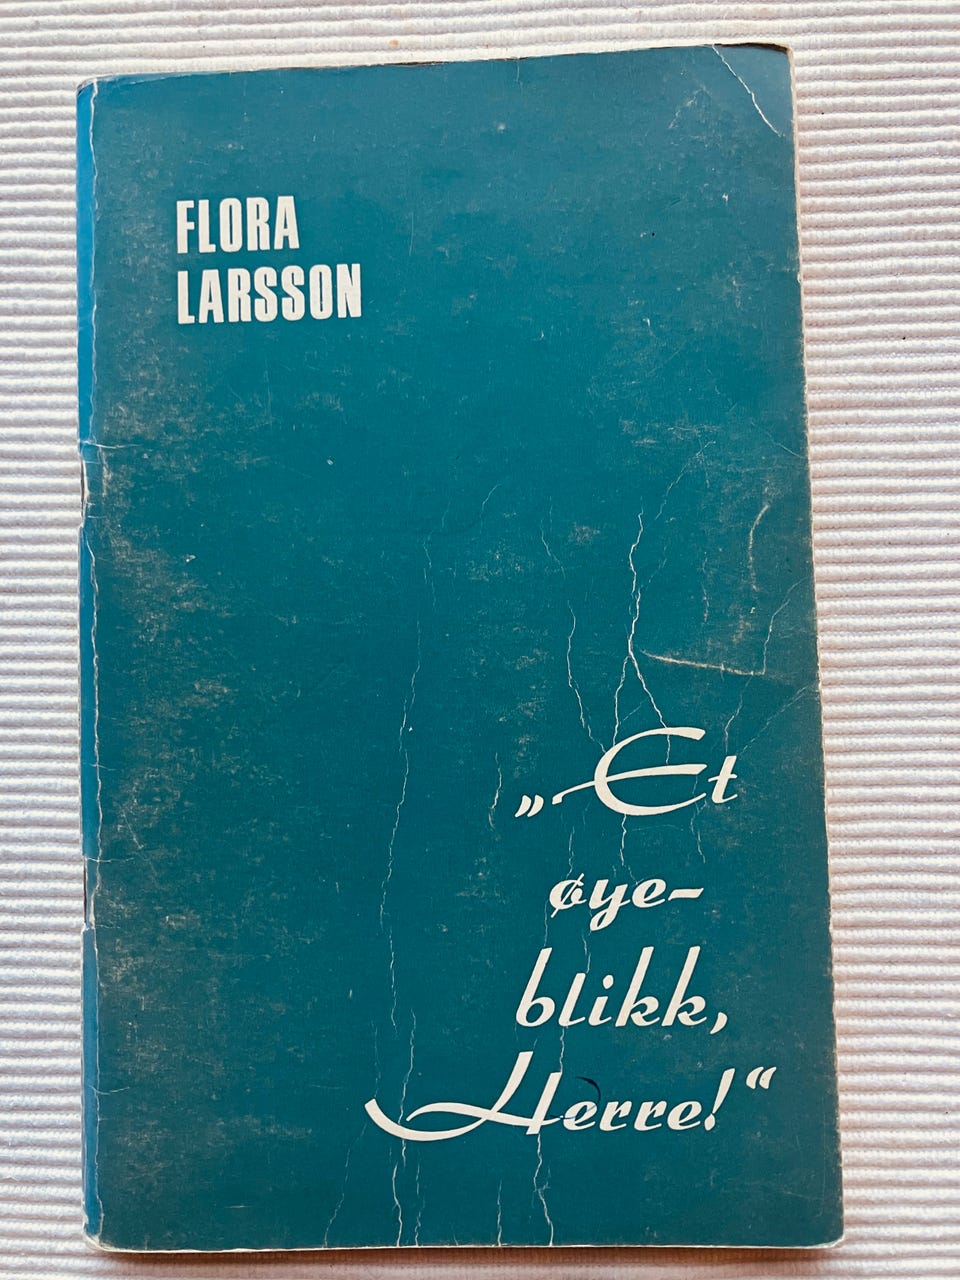 FLORA
LARSSON
„Et
øye-
blikk,
Herre!“